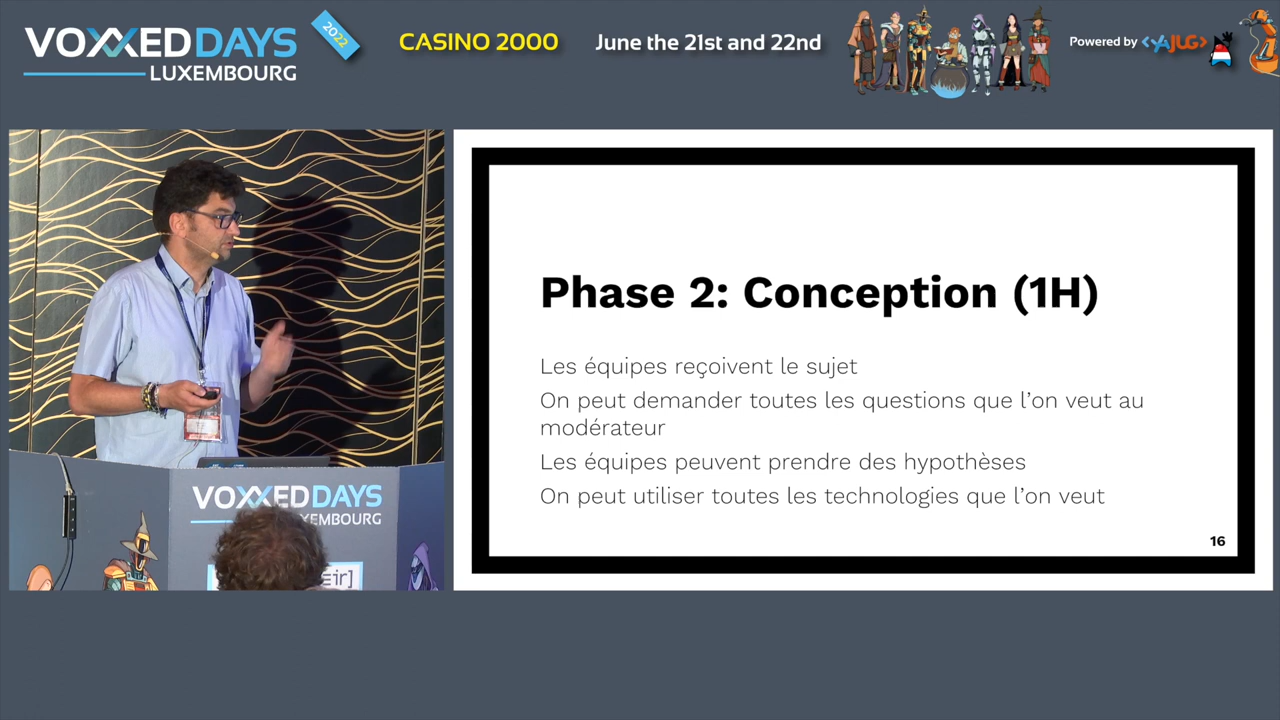 VOXXEDDAYS
LUXEMBOURG
2022
CASINO 2000
June the 21st and 22nd
Powered by <YAJUG>
VOXXEDDAYS
XEMBOURG
Phase 2: Conception (1H)
Les équipes reçoivent le sujet
On peut demander toutes les questions que l’on veut au
modérateur
Les équipes peuvent prendre des hypothèses
On peut utiliser toutes les technologies que l’on veut
16